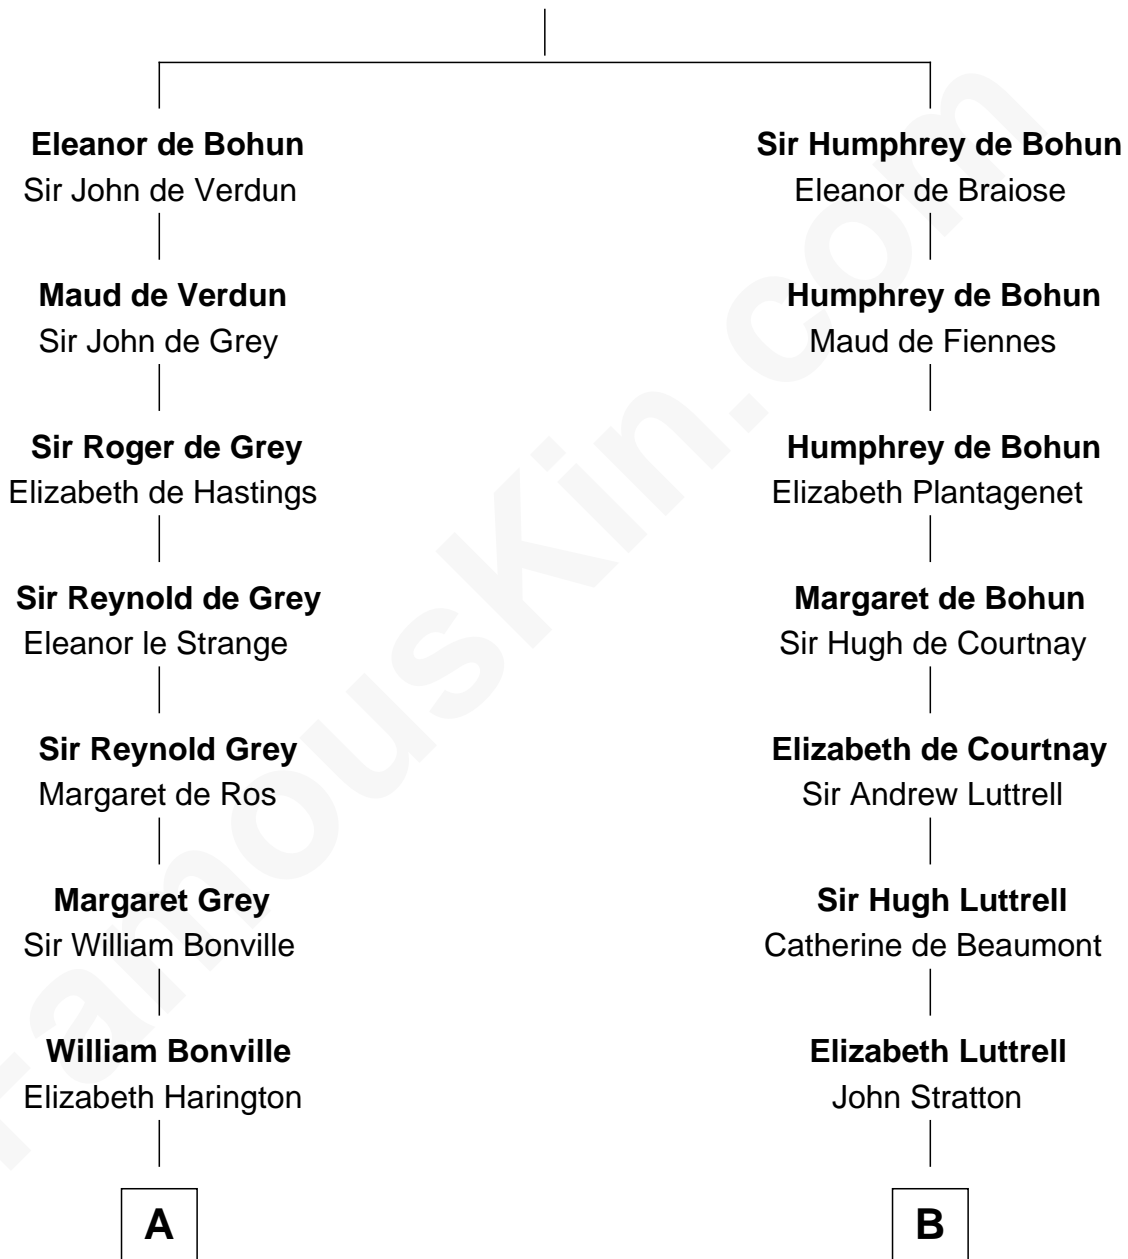 Eleanor de Bohun
Sir John de Verdun
Maud de Verdun
Sir John de Grey
Sir Roger de Grey
Elizabeth de Hastings
Sir Reynold de Grey
Eleanor le Strange
Sir Reynold Grey
Margaret de Ros
Margaret Grey
Sir William Bonville
William Bonville
Elizabeth Harington
A
Sir Humphrey de Bohun
Eleanor de Braiose
Humphrey de Bohun
Maud de Fiennes
Humphrey de Bohun
Elizabeth Plantagenet
Margaret de Bohun
Sir Hugh de Courtnay
Elizabeth de Courtnay
Sir Andrew Luttrell
Sir Hugh Luttrell
Catherine de Beaumont
Elizabeth Luttrell
John Stratton
B
FamousKin.com